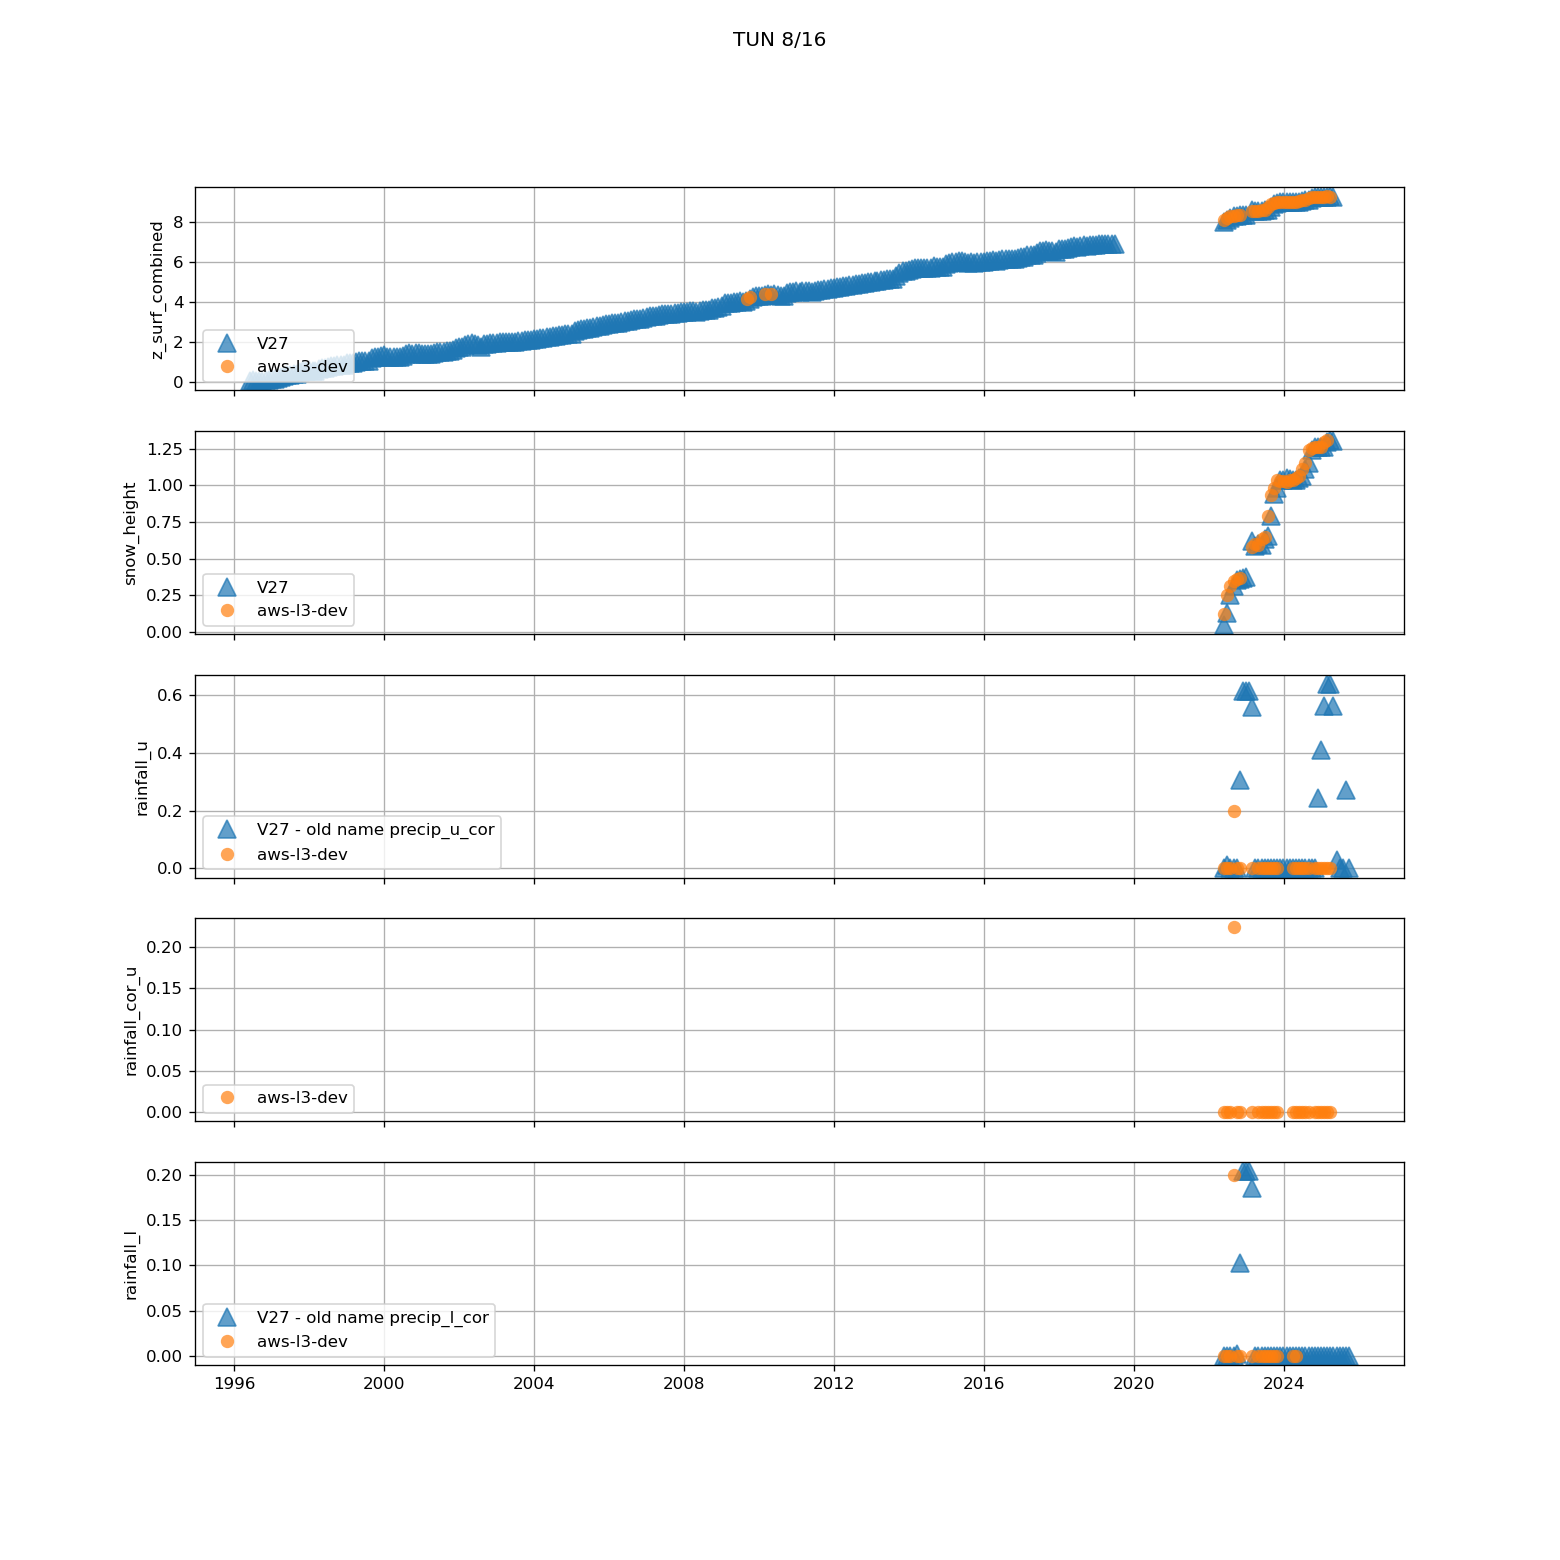 TUN 8/16
z_surf_combined
8
6
4
2
0
V27
aws-l3-dev
snow_height
1.25
1.00
0.75
0.50
0.25
0.00
V27
aws-l3-dev
rainfall_u
0.6
0.4
0.2
0.0
V27 - old name precip_u_cor
aws-l3-dev
rainfall_cor_u
0.20
0.15
0.10
0.05
0.00
aws-l3-dev
rainfall_l
0.20
0.15
0.10
0.05
0.00
V27 - old name precip_l_cor
aws-l3-dev
1996 2000 2004 2008 2012 2016 2020 2024